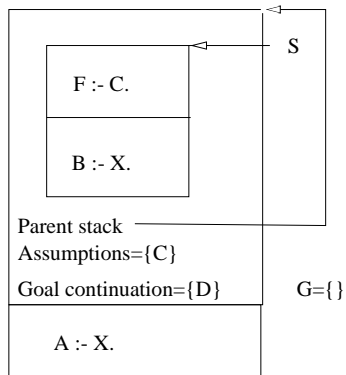 S
F :- C.
B :- X.
Parent stack
Assumptions={C}
Goal continuation={D} G={}
A :- X.